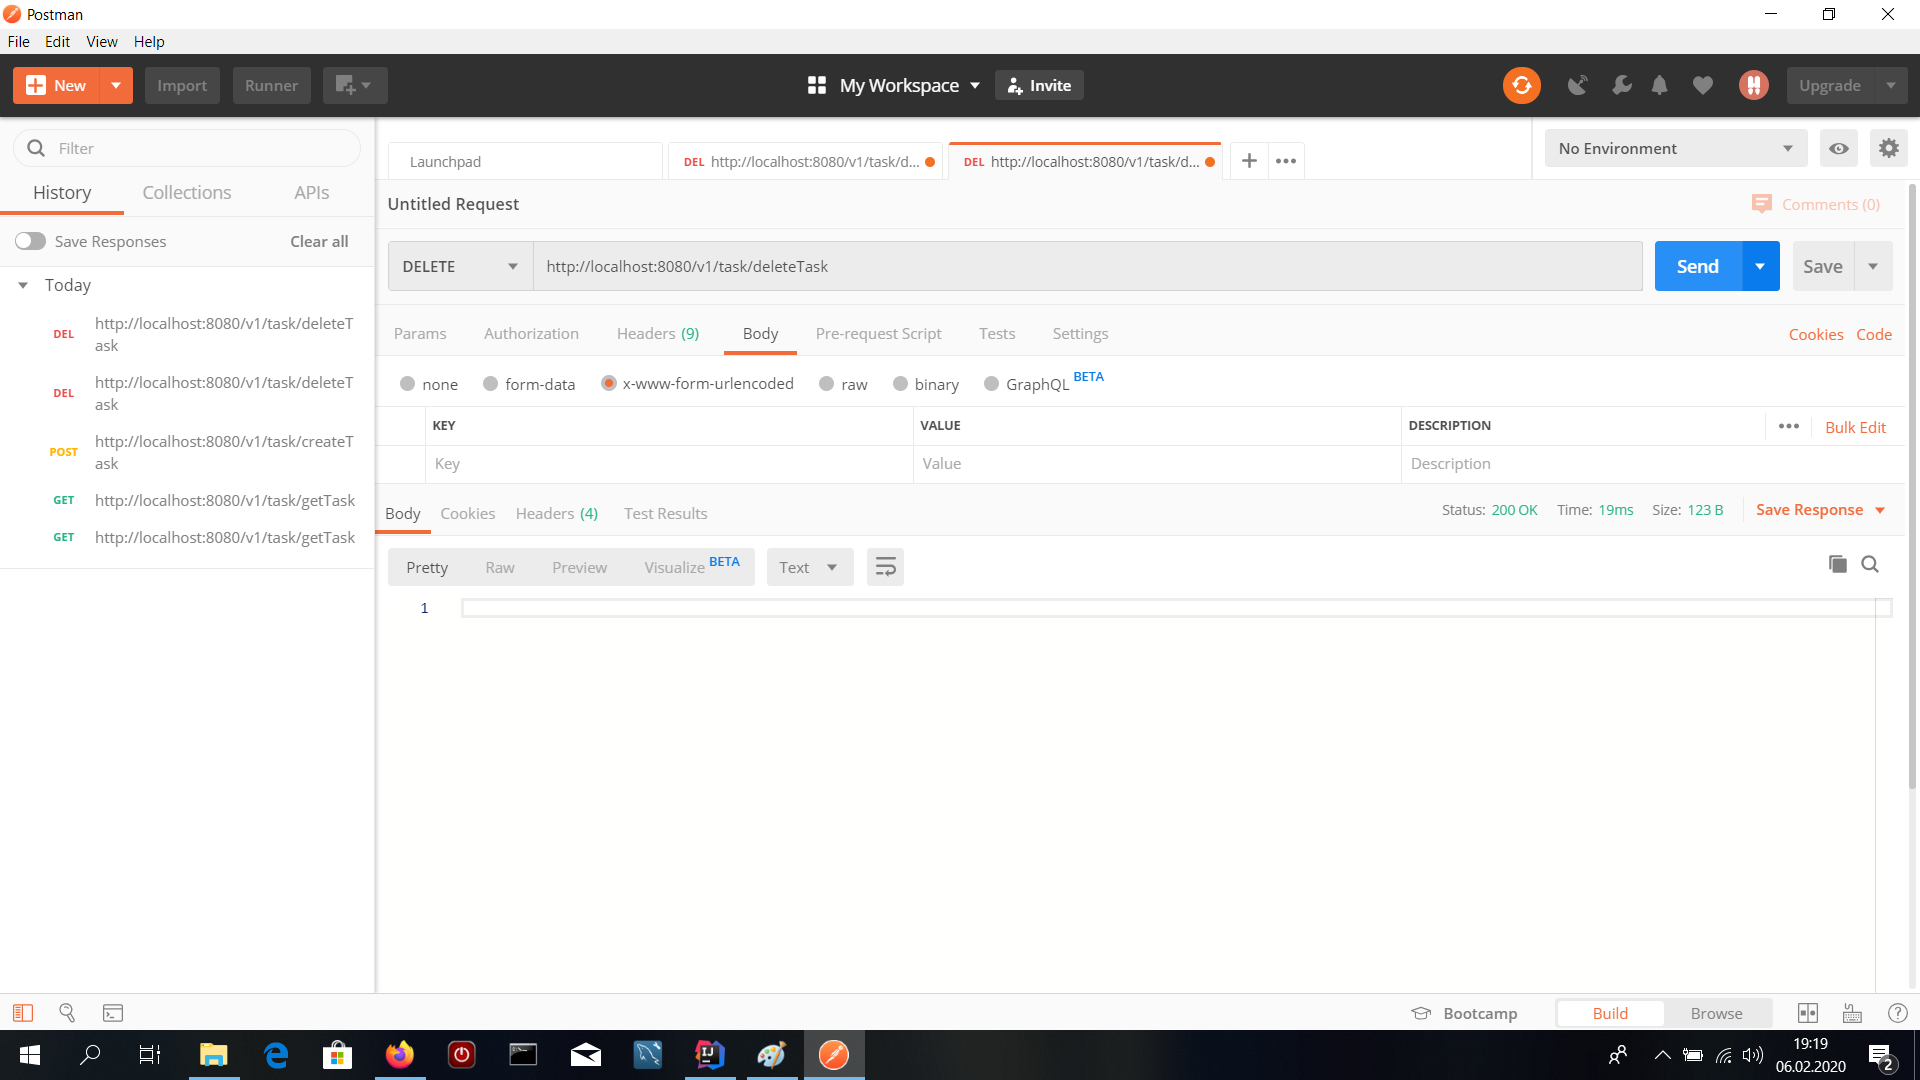 Postman
File Edit View Help
New Import Runner My Workspace Invite Upgrade
Filter
History Collections APIs
Save Responses Clear all
Today
DEL http://localhost:8080/v1/task/deleteT
ask
DEL http://localhost:8080/v1/task/deleteT
ask
POST http://localhost:8080/v1/task/createT
ask
GET http://localhost:8080/v1/task/getTask
GET http://localhost:8080/v1/task/getTask
Launchpad DEL http://localhost:8080/v1/task/d... DEL http://localhost:8080/v1/task/d... No Environment
Untitled Request Comments (0)
DELETE http://localhost:8080/v1/task/deleteTask Send Save
Params Authorization Headers (9) Body Pre-request Script Tests Settings Cookies Code
none form-data x-www-form-urlencoded raw binary GraphQL BETA
KEY VALUE DESCRIPTION Bulk Edit
Key Value Description
Body Cookies Headers (4) Test Results Status: 200 OK Time: 19ms Size: 123 B Save Response
Pretty Raw Preview Visualize BETA Text
1
Bootcamp Build Browse
19:19
06.02.2020
2